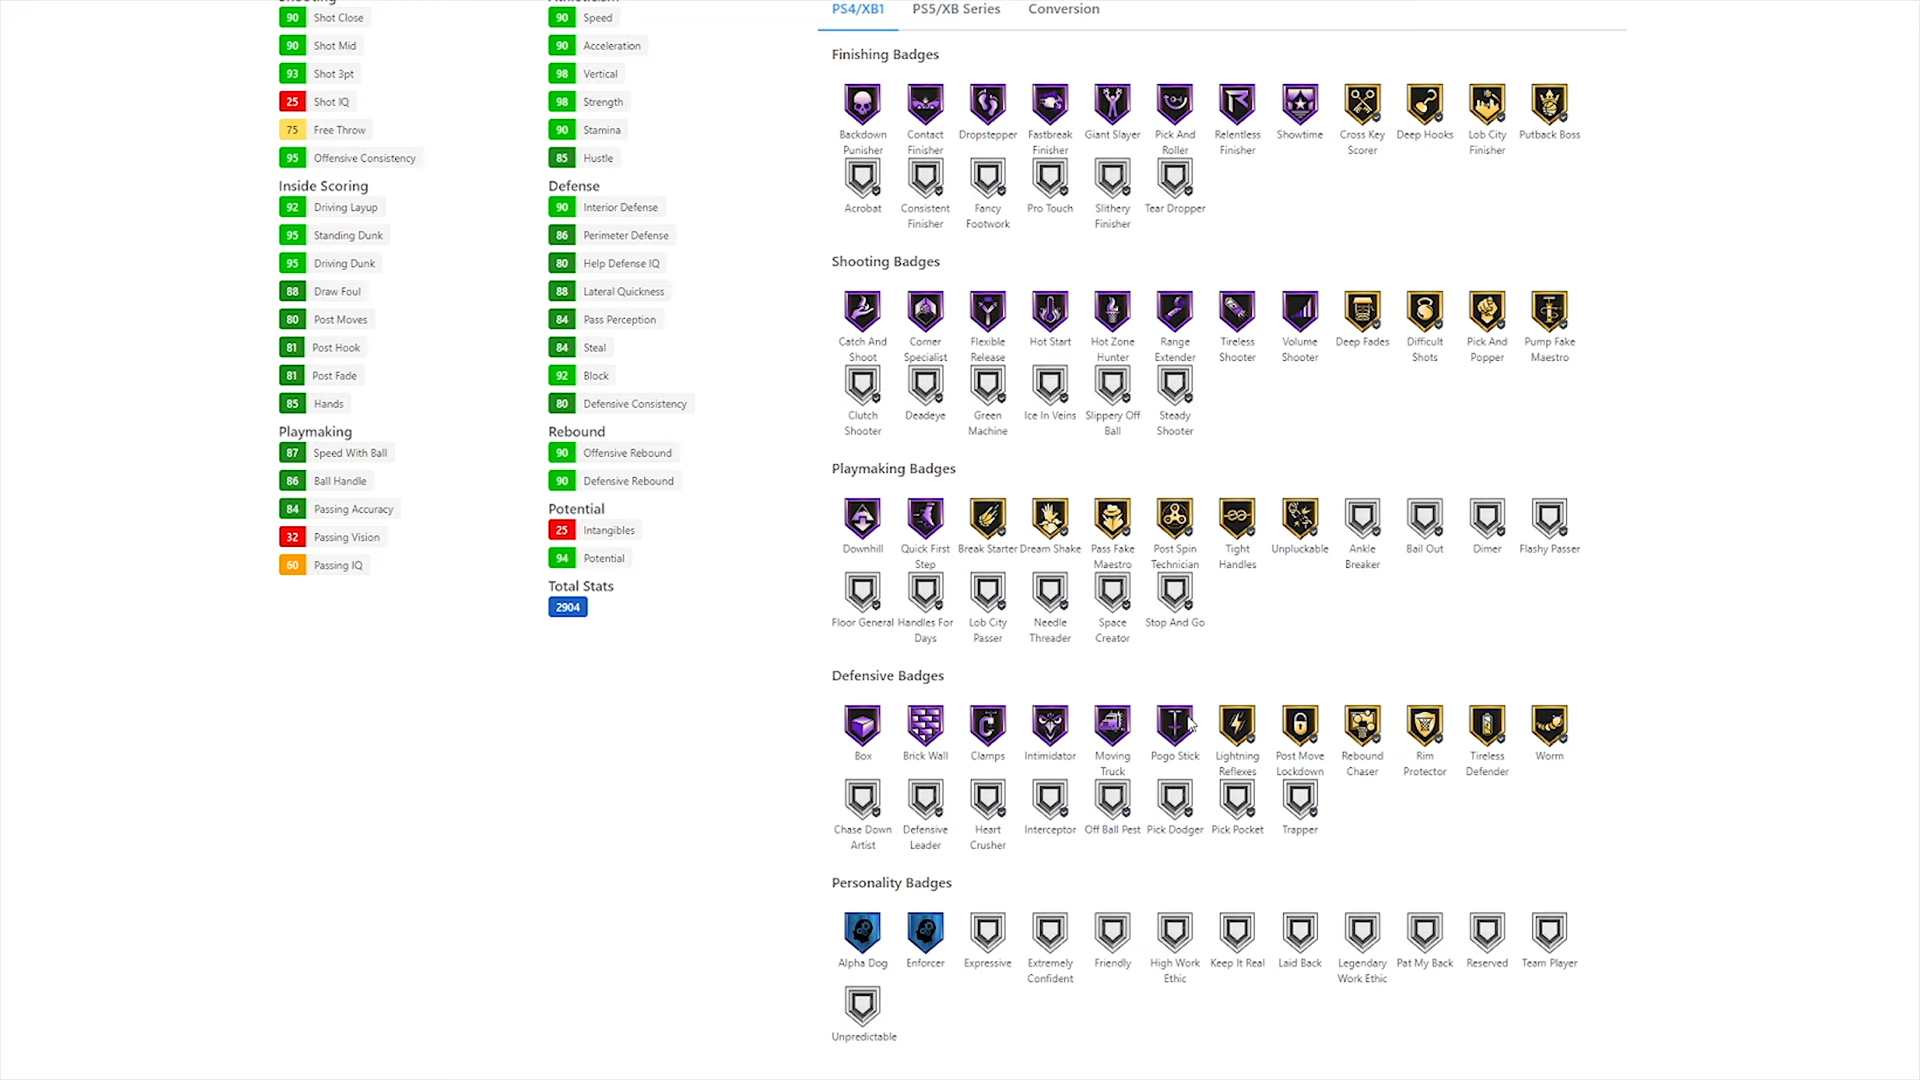 90 Shot Close
90 Shot Mid
93 Shot 3pt
25 Shot IQ
75 Free Throw
95 Offensive Consistency
Inside Scoring
92 Driving Layup
95 Standing Dunk
95 Driving Dunk
88 Draw Foul
80 Post Moves
81 Post Hook
81 Post Fade
85 Hands
Playmaking
87 Speed With Ball
86 Ball Handle
84 Passing Accuracy
32 Passing Vision
60 Passing IQ
90 Speed
90 Acceleration
98 Vertical
98 Strength
90 Stamina
85 Hustle
Defense
90 Interior Defense
86 Perimeter Defense
80 Help Defense IQ
88 Lateral Quickness
84 Pass Perception
84 Steal
92 Block
80 Defensive Consistency
Rebound
90 Offensive Rebound
90 Defensive Rebound
Potential
25 Intangibles
94 Potential
Total Stats
2904
PS4/XB1 PS5/XB Series Conversion
Finishing Badges
Backdown Contact Dropstepper Fastbreak Giant Slayer Pick And Relentless Showtime Cross Key Deep Hooks Lob City Putback Boss
Punisher Finisher Finisher Roller Finisher Scorer Finisher
Acrobat Consistent Fancy Pro Touch Slithery Tear Dropper
Finisher Footwork Finisher
Shooting Badges
Catch And Corner Flexible Hot Start Hot Zone Range Tireless Volume Deep Fades Difficult Pick And Pump Fake
Shoot Specialist Release Hunter Extender Shooter Shooter Shots Popper Maestro
Clutch Deadeye Green Ice In Veins Slippery Off Steady
Shooter Machine Ball Shooter
Playmaking Badges
Downhill Quick First Break Starter Dream Shake Pass Fake Post Spin Tight Unpluckable Ankle Bail Out Dimer Flashy Passer
Step Maestro Technician Handles Breaker
Floor General Handles For Lob City Needle Space Stop And Go
Days Passer Threader Creator
Defensive Badges
Box Brick Wall Clamps Intimidator Moving Pogo Stick Lightning Post Move Rebound Rim Tireless Worm
Truck Reflexes Lockdown Chaser Protector Defender
Chase Down Defensive Heart Interceptor Off Ball Pest Pick Dodger Pick Pocket Trapper
Artist Leader Crusher
Personality Badges
Alpha Dog Enforcer Expressive Extremely Friendly High Work Keep It Real Laid Back Legendary Pat My Back Reserved Team Player
Confident Ethic Work Ethic
Unpredictable